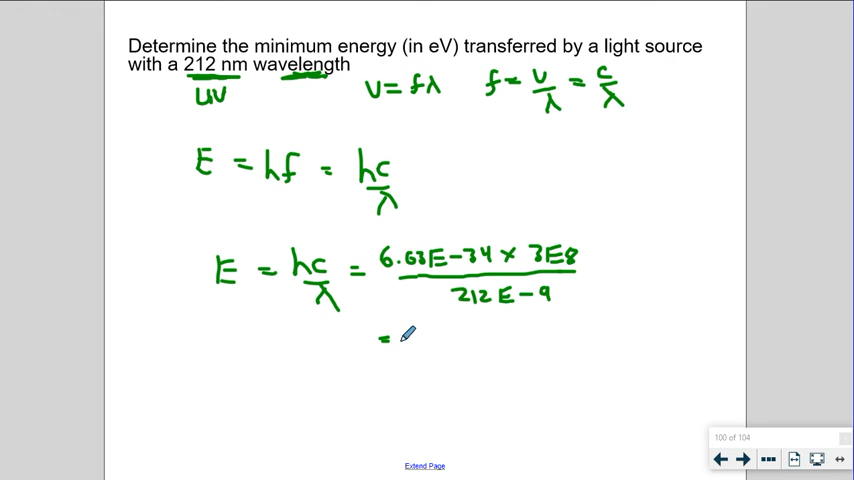 Determine the minimum energy (in eV) transferred by a light source
with a 212 nm wavelength
UV
v = fλ f = v/λ = c/λ
E = hf = hc/λ
E = hc/λ = 6.63E-34 × 3E8 / 212E-9
=
100 of 104
Extend Page